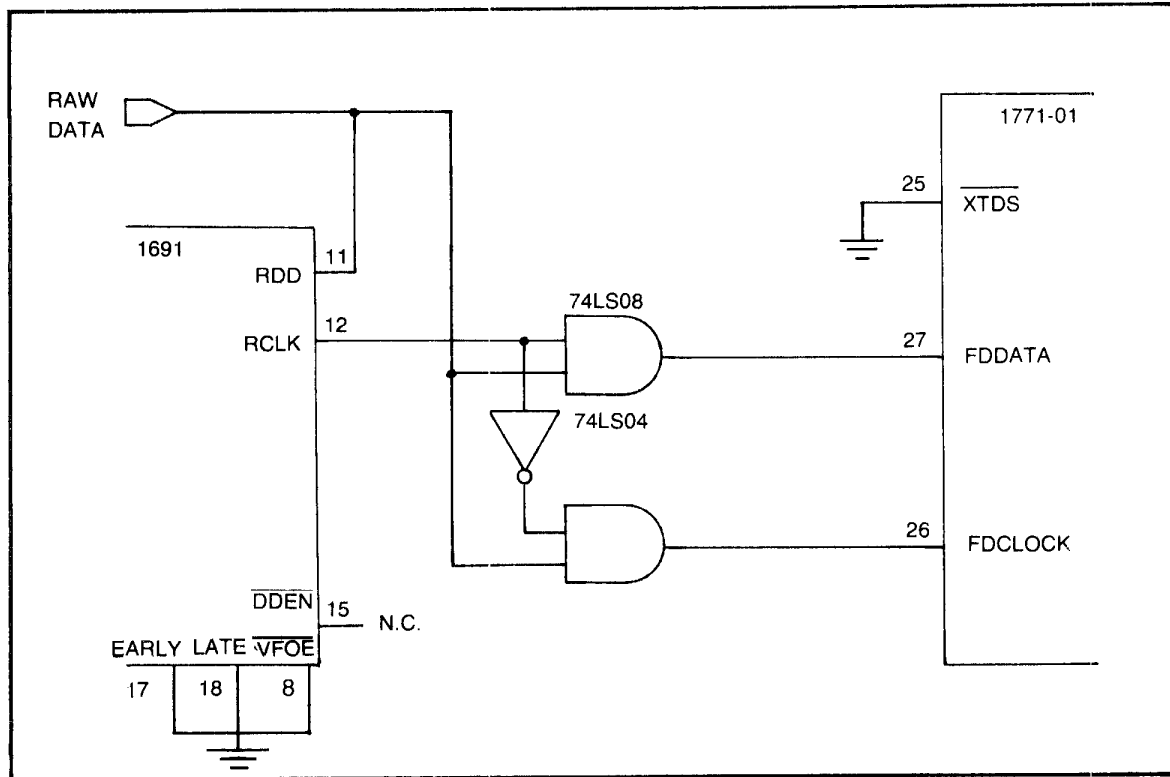 RAW
DATA
1771-01
25
XTDS
1691
11
RDD
74LS08
12
RCLK
27
FDDATA
74LS04
26
FDCLOCK
DDEN
15
N.C.
EARLY LATE VFOE
17 18 8